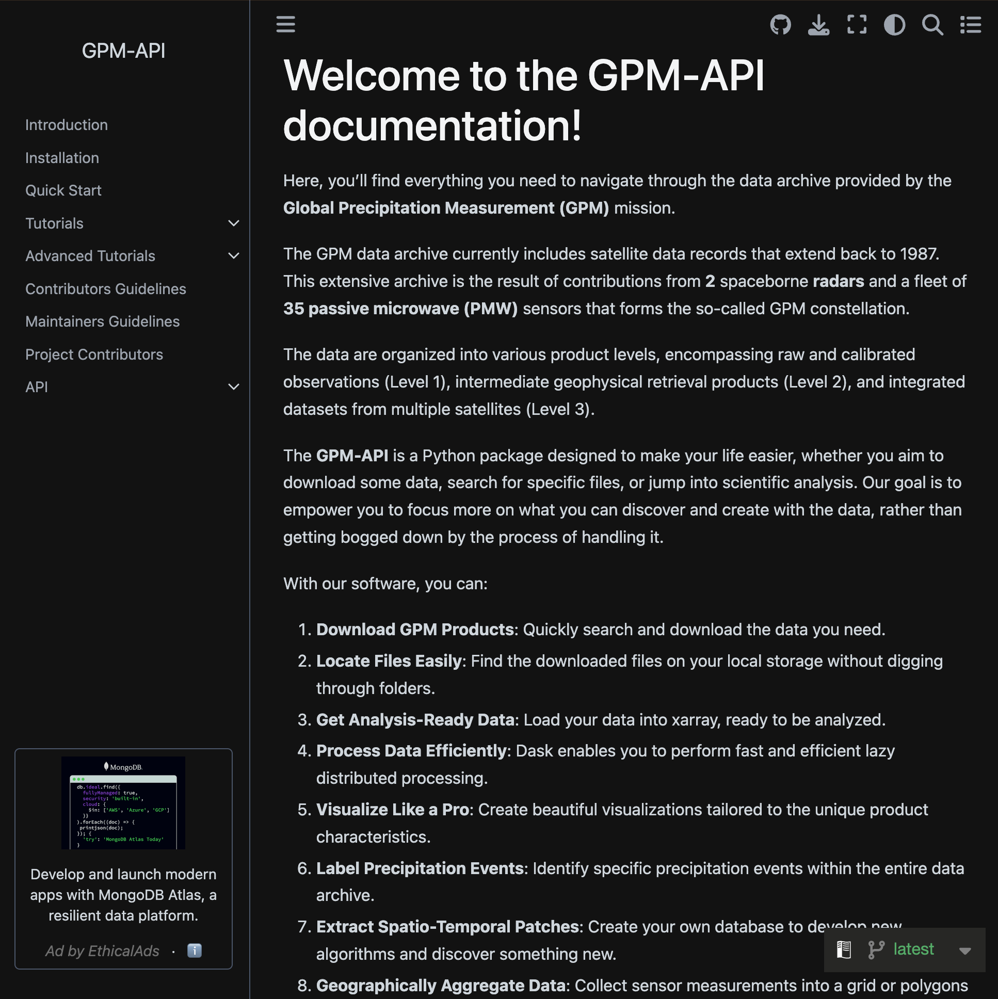 GPM-API
Introduction
Installation
Quick Start
Tutorials
Advanced Tutorials
Contributors Guidelines
Maintainers Guidelines
Project Contributors
API
MongoDB.
db.ideal.find({
fullyManaged: true,
security: 'built-in',
cloud: {
$in: ['AWS', 'Azure', 'GCP']
}}
).forEach((doc) => {
printjson(doc);
}); {
'try': 'MongoDB Atlas Today'
}
Develop and launch modern
apps with MongoDB Atlas, a
resilient data platform.
Ad by EthicalAds · ℹ️
Welcome to the GPM-API
documentation!
Here, you’ll find everything you need to navigate through the data archive provided by the
Global Precipitation Measurement (GPM) mission.
The GPM data archive currently includes satellite data records that extend back to 1987.
This extensive archive is the result of contributions from 2 spaceborne radars and a fleet of
35 passive microwave (PMW) sensors that forms the so-called GPM constellation.
The data are organized into various product levels, encompassing raw and calibrated
observations (Level 1), intermediate geophysical retrieval products (Level 2), and integrated
datasets from multiple satellites (Level 3).
The GPM-API is a Python package designed to make your life easier, whether you aim to
download some data, search for specific files, or jump into scientific analysis. Our goal is to
empower you to focus more on what you can discover and create with the data, rather than
getting bogged down by the process of handling it.
With our software, you can:
1. Download GPM Products: Quickly search and download the data you need.
2. Locate Files Easily: Find the downloaded files on your local storage without digging
through folders.
3. Get Analysis-Ready Data: Load your data into xarray, ready to be analyzed.
4. Process Data Efficiently: Dask enables you to perform fast and efficient lazy
distributed processing.
5. Visualize Like a Pro: Create beautiful visualizations tailored to the unique product
characteristics.
6. Label Precipitation Events: Identify specific precipitation events within the entire data
archive.
7. Extract Spatio-Temporal Patches: Create your own database to develop new
algorithms and discover something new.
8. Geographically Aggregate Data: Collect sensor measurements into a grid or polygons
latest